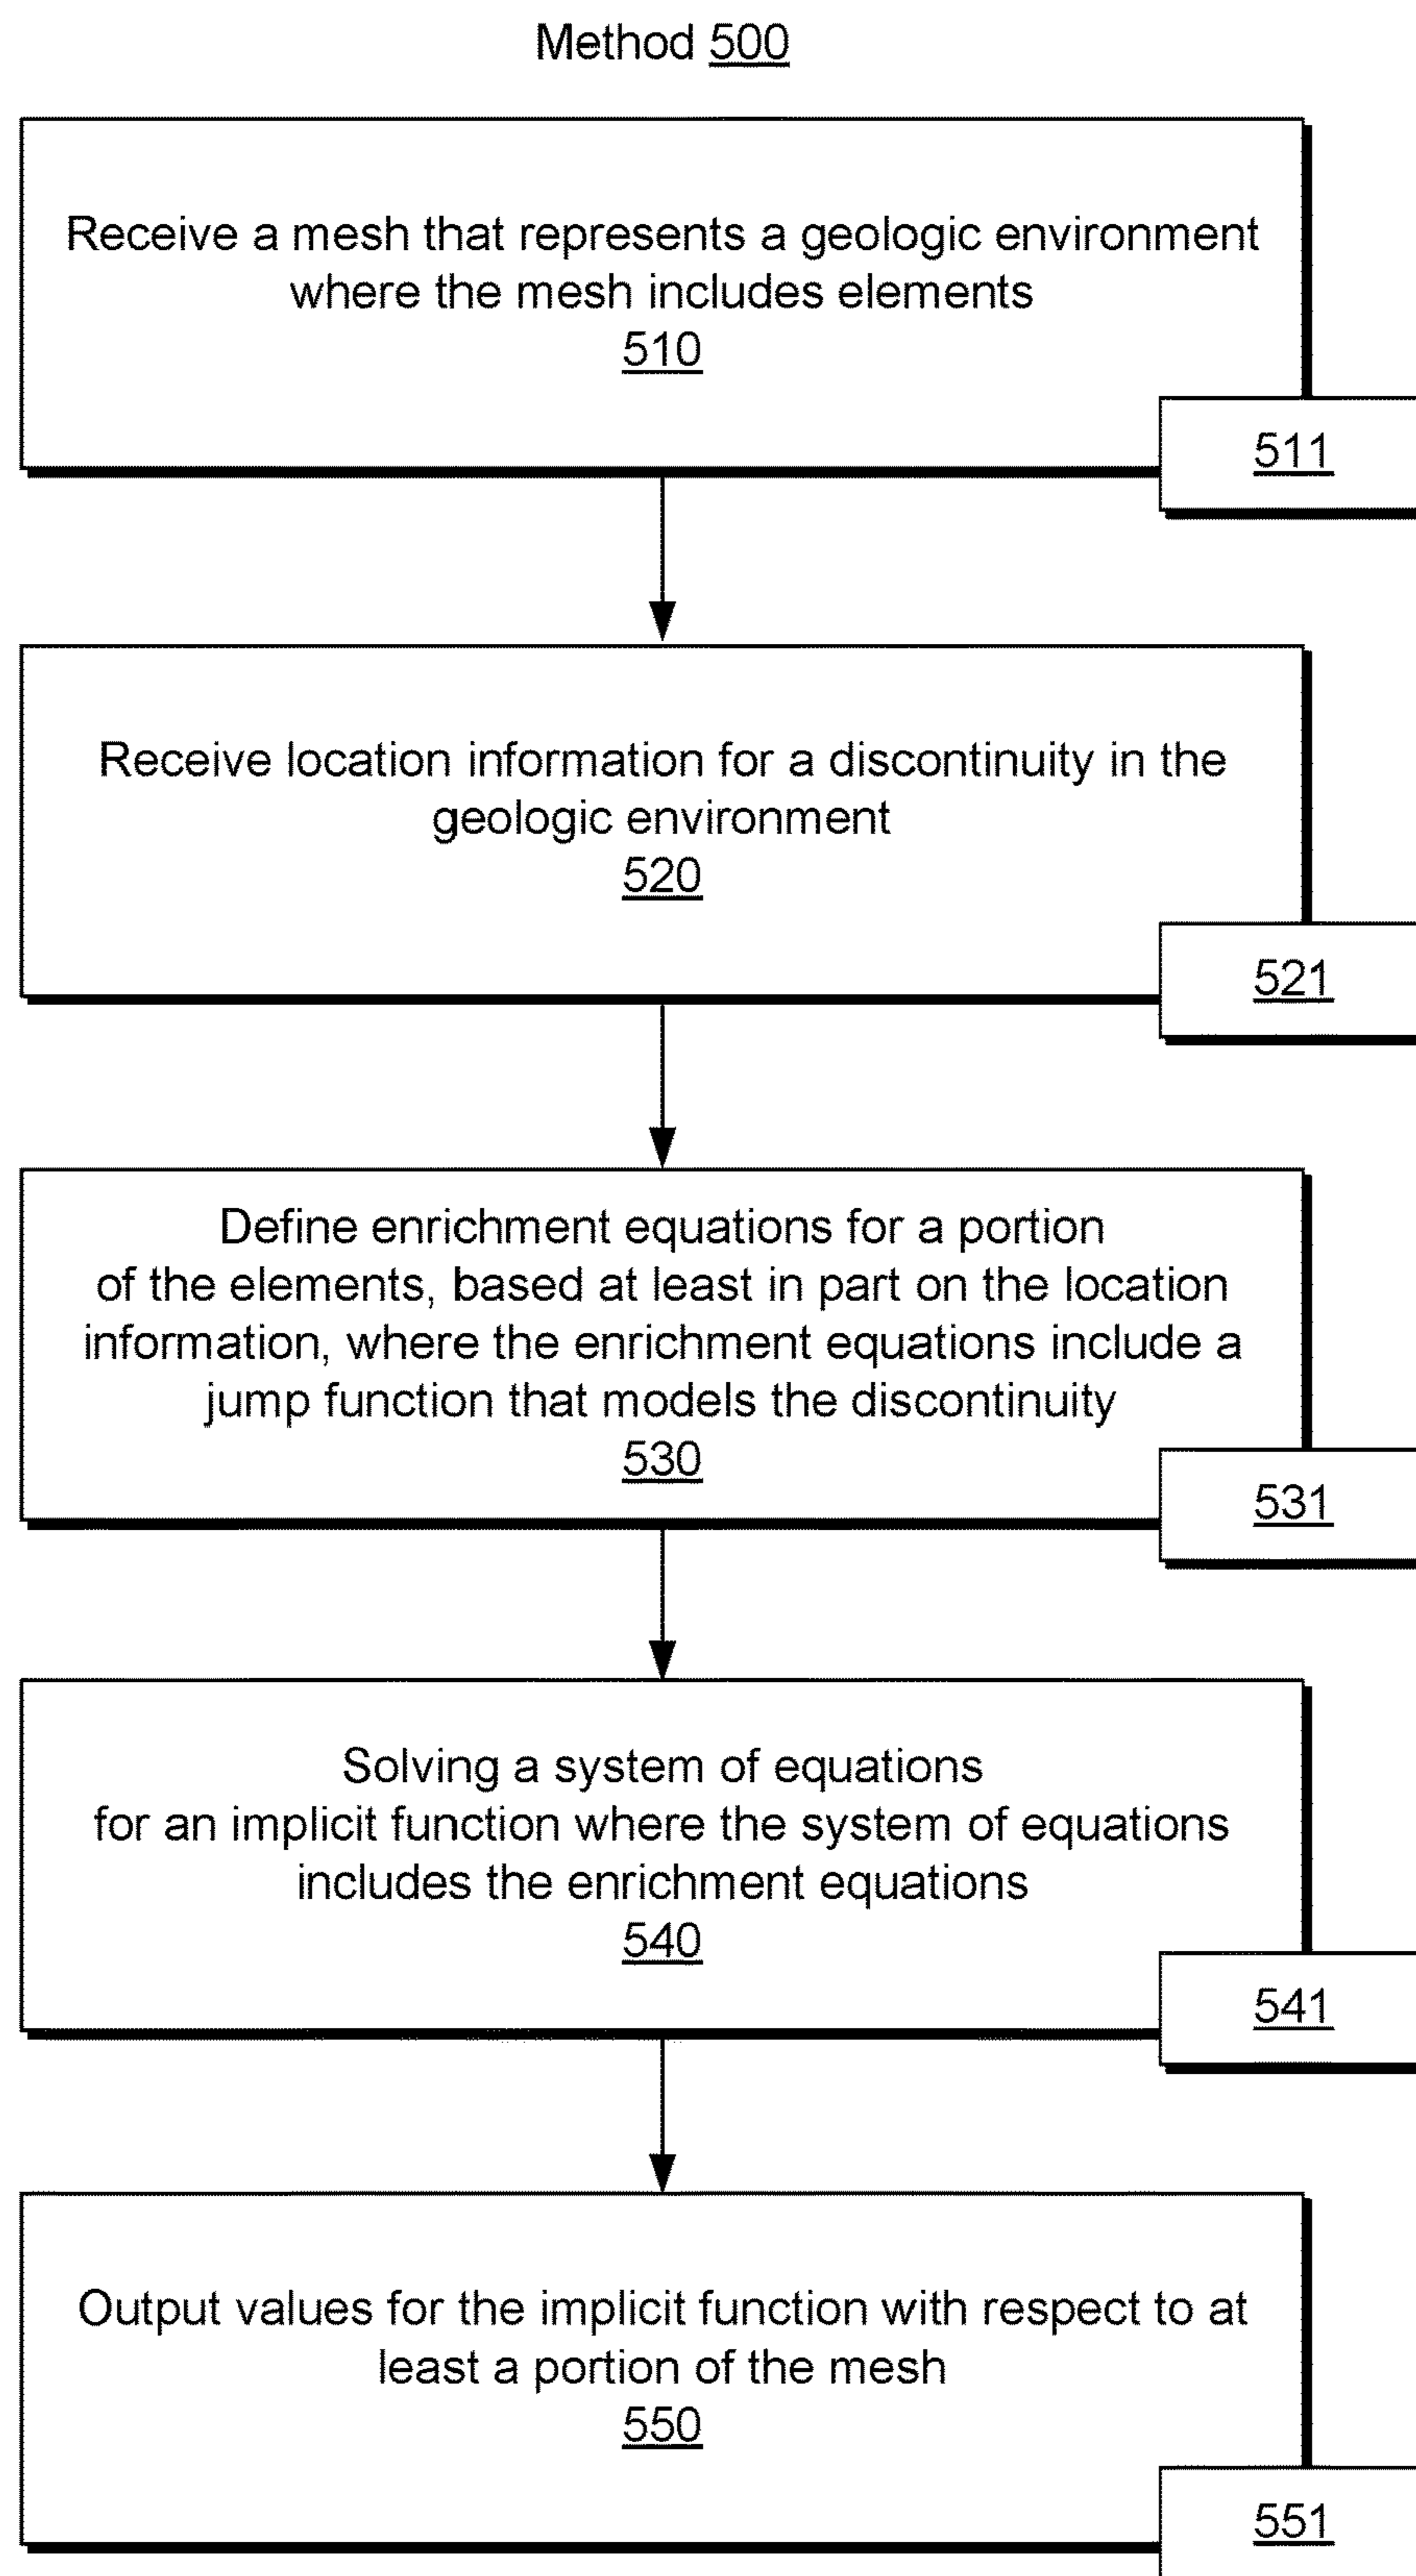 Method 500
Receive a mesh that represents a geologic environment
where the mesh includes elements
510
511
Receive location information for a discontinuity in the
geologic environment
520
521
Define enrichment equations for a portion
of the elements, based at least in part on the location
information, where the enrichment equations include a
jump function that models the discontinuity
530
531
Solving a system of equations
for an implicit function where the system of equations
includes the enrichment equations
540
541
Output values for the implicit function with respect to at
least a portion of the mesh
550
551